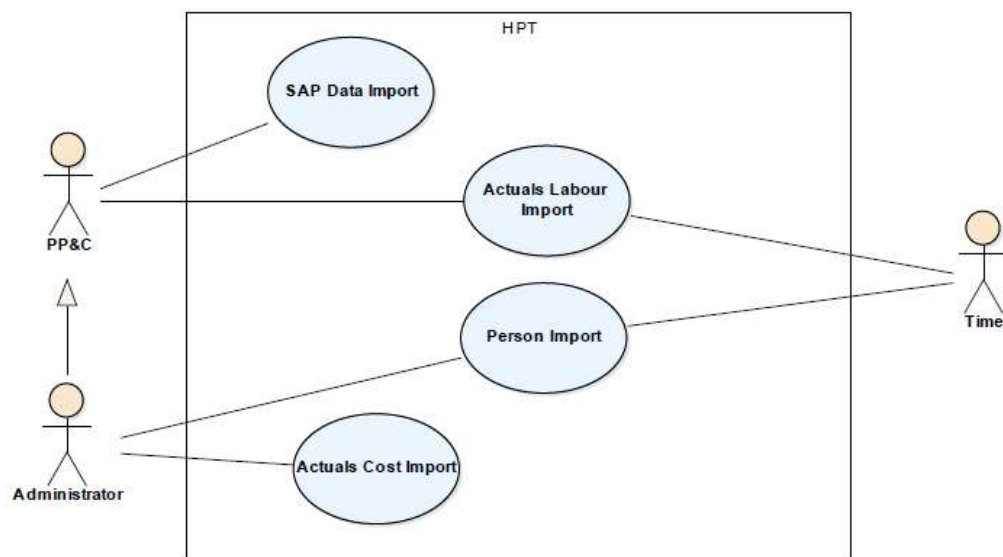 HPT
SAP Data Import
Actuals Labour
Import
PP&C
Time
Person Import
Actuals Cost Import
Administrator